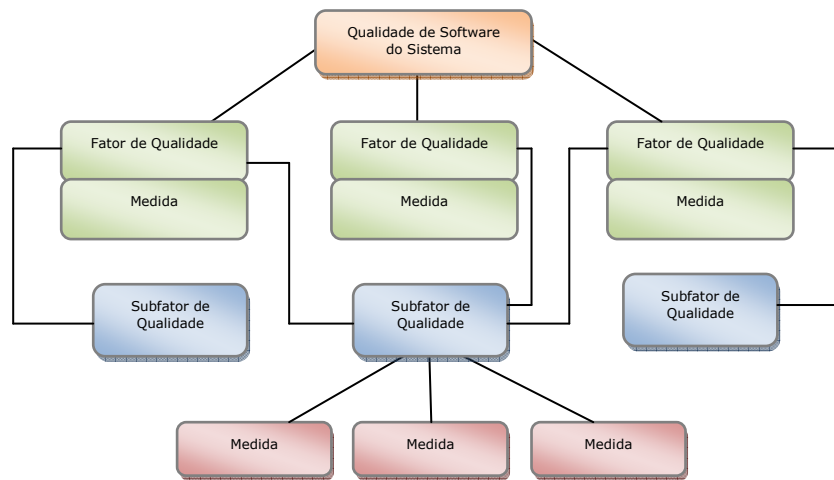 Qualidade de Software
do Sistema
Fator de Qualidade
Fator de Qualidade
Fator de Qualidade
Medida
Medida
Medida
Subfator de
Qualidade
Subfator de
Qualidade
Subfator de
Qualidade
Medida
Medida
Medida